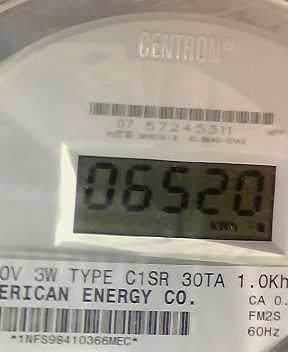 CENTRON®
07 57245311
HPP
06520
kWh
0V 3W TYPE C1SR 30TA 1.0Kh
ERICAN ENERGY CO.
CA 0.
FM2S
60Hz
*1NFS98410366MEC*